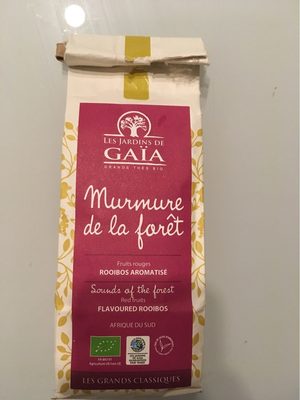 LES JARDINS DE
GAÏA
GRANDS THÉS BIO
Murmure
de la forêt
Fruits rouges
ROOIBOS AROMATISÉ
Sounds of the forest
Red fruits
FLAVOURED ROOIBOS
AFRIQUE DU SUD
LES GRANDS CLASSIQUES